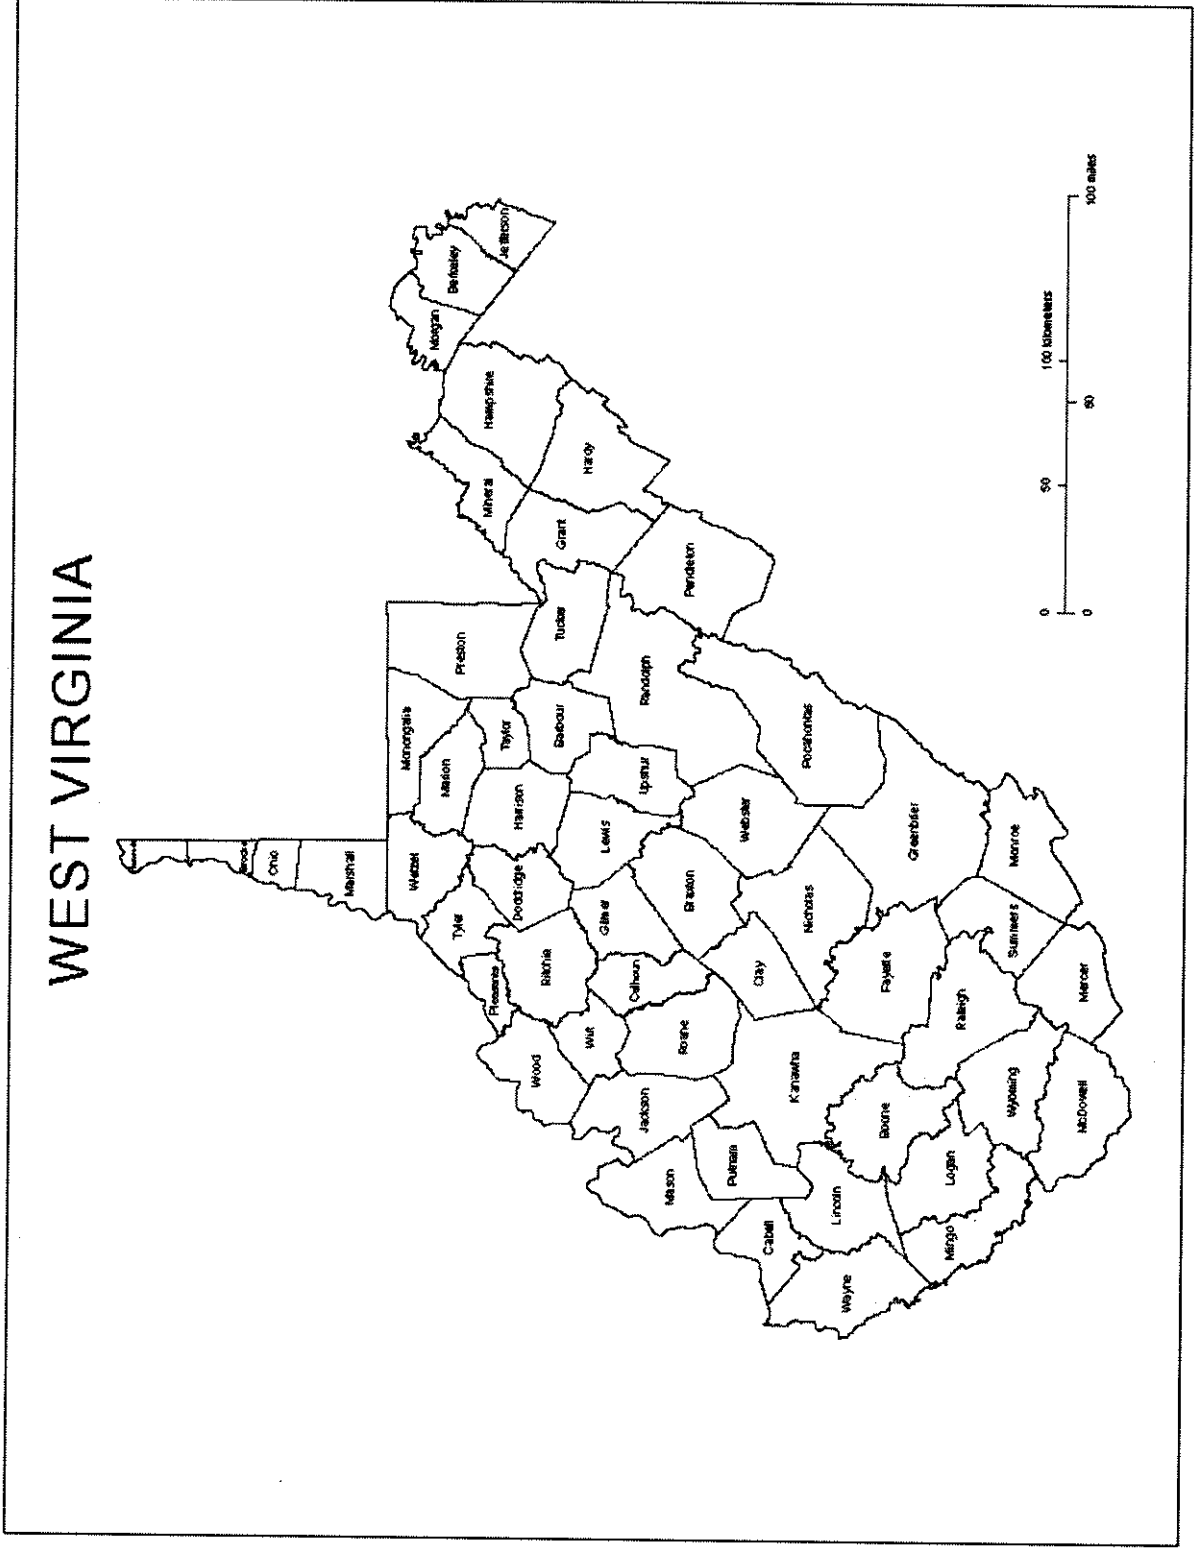 WEST VIRGINIA
Brooke
Ohio
Marshall
Wetzel
Monongalia
Marion
Preston
Tyler
Pleasants
Doddridge
Harrison
Taylor
Ritchie
Wood
Wirt
Barbour
Tucker
Grant
Mineral
Hampshire
Morgan
Berkeley
Jefferson
Hardy
Pendleton
Lewis
Gilmer
Calhoun
Upshur
Randolph
Roane
Jackson
Mason
Braxton
Webster
Putnam
Clay
Cabell
Kanawha
Nicholas
Pocahontas
Lincoln
Wayne
Boone
Fayette
Greenbrier
Logan
Mingo
Raleigh
Summers
Monroe
Wyoming
Mercer
McDowell
0 100 kilometers
0 50 50 100 miles